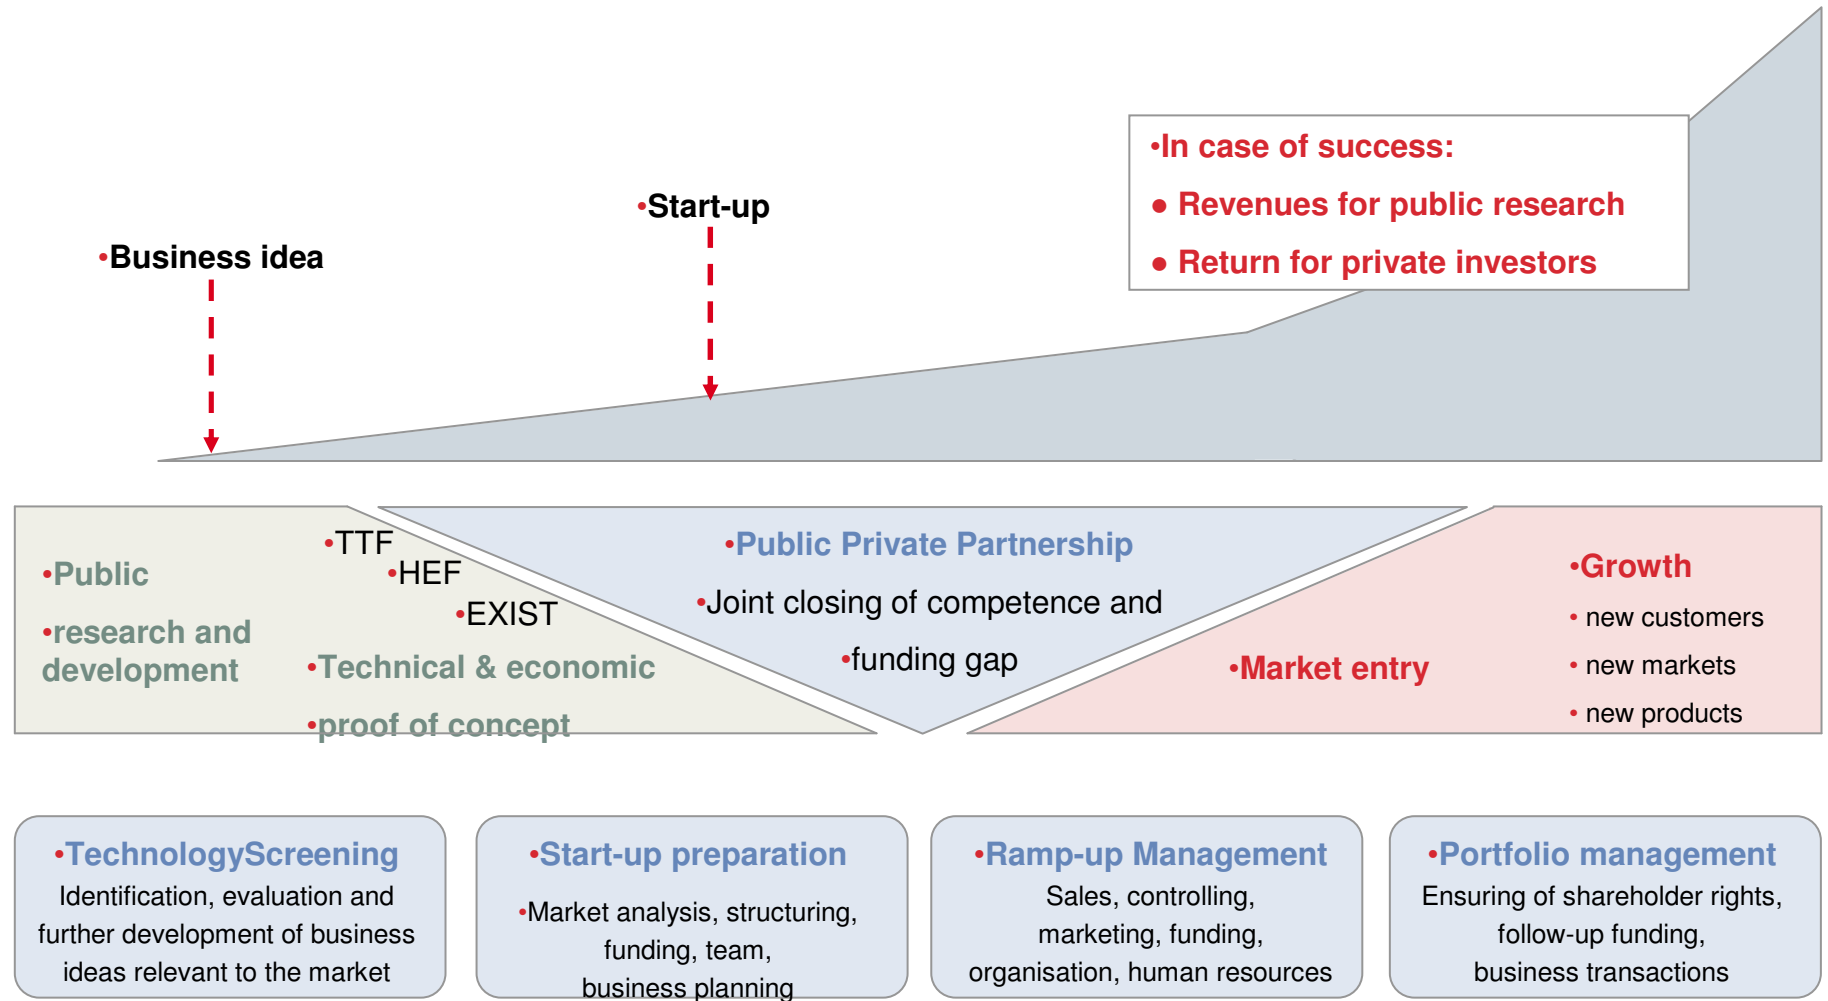 •In case of success:
● Revenues for public research
● Return for private investors
•Start-up
•Business idea
•TTF
•HEF
•EXIST
•Public
•research and
development
•Technical & economic
•proof of concept
•Public Private Partnership
•Joint closing of competence and
•funding gap
•Market entry
•Growth
• new customers
• new markets
• new products
•TechnologyScreening
Identification, evaluation and
further development of business
ideas relevant to the market
•Start-up preparation
•Market analysis, structuring,
funding, team,
business planning
•Ramp-up Management
Sales, controlling,
marketing, funding,
organisation, human resources
•Portfolio management
Ensuring of shareholder rights,
follow-up funding,
business transactions